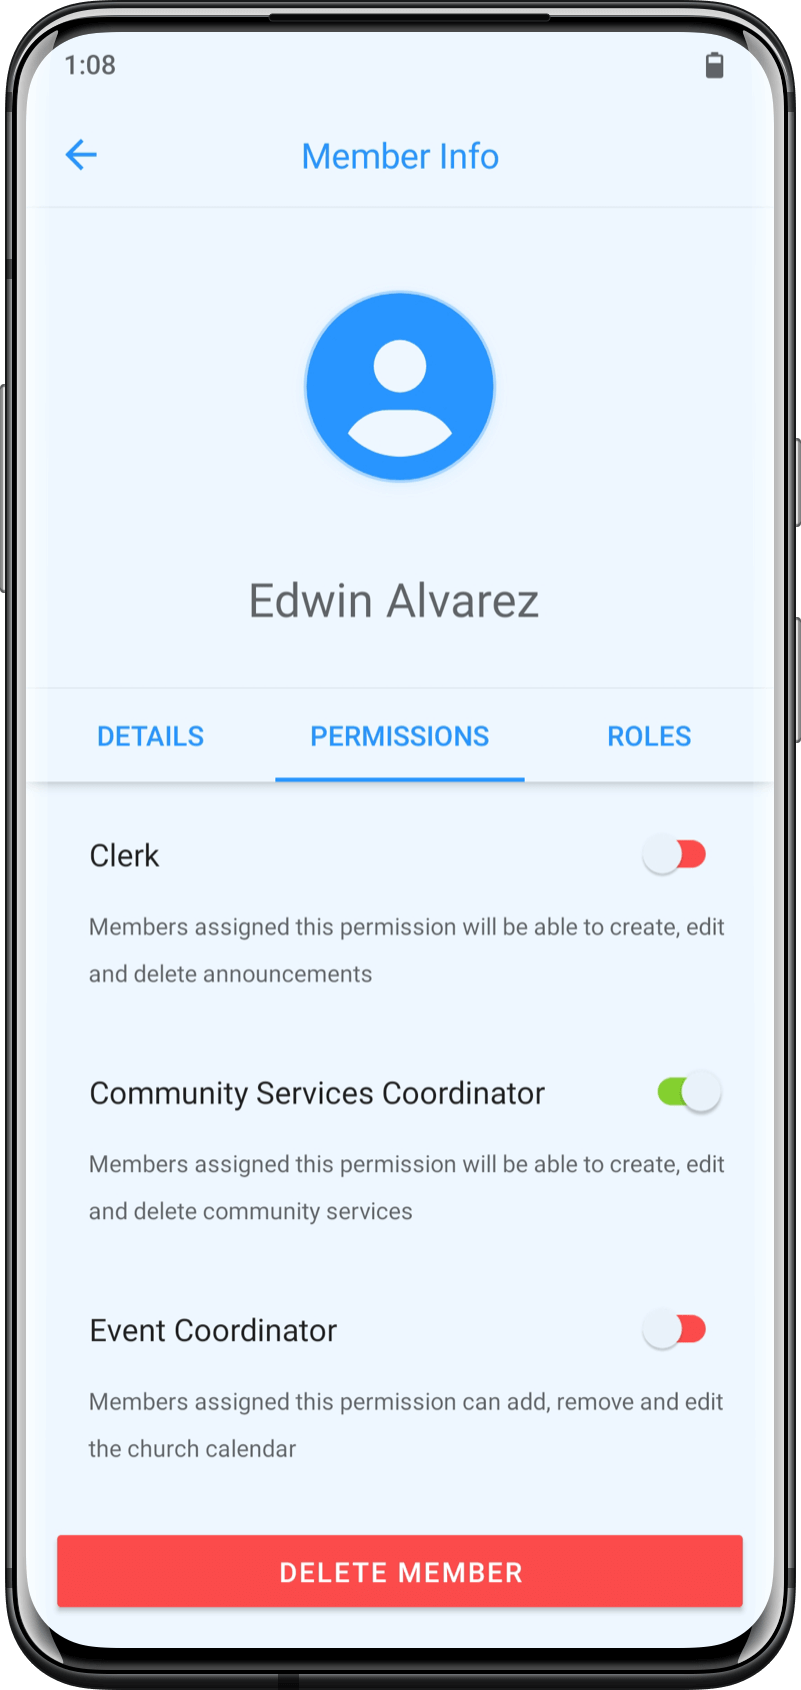 1:08
Member Info
Edwin Alvarez
DETAILS PERMISSIONS ROLES
Clerk
Members assigned this permission will be able to create, edit
and delete announcements
Community Services Coordinator
Members assigned this permission will be able to create, edit
and delete community services
Event Coordinator
Members assigned this permission can add, remove and edit
the church calendar
DELETE MEMBER